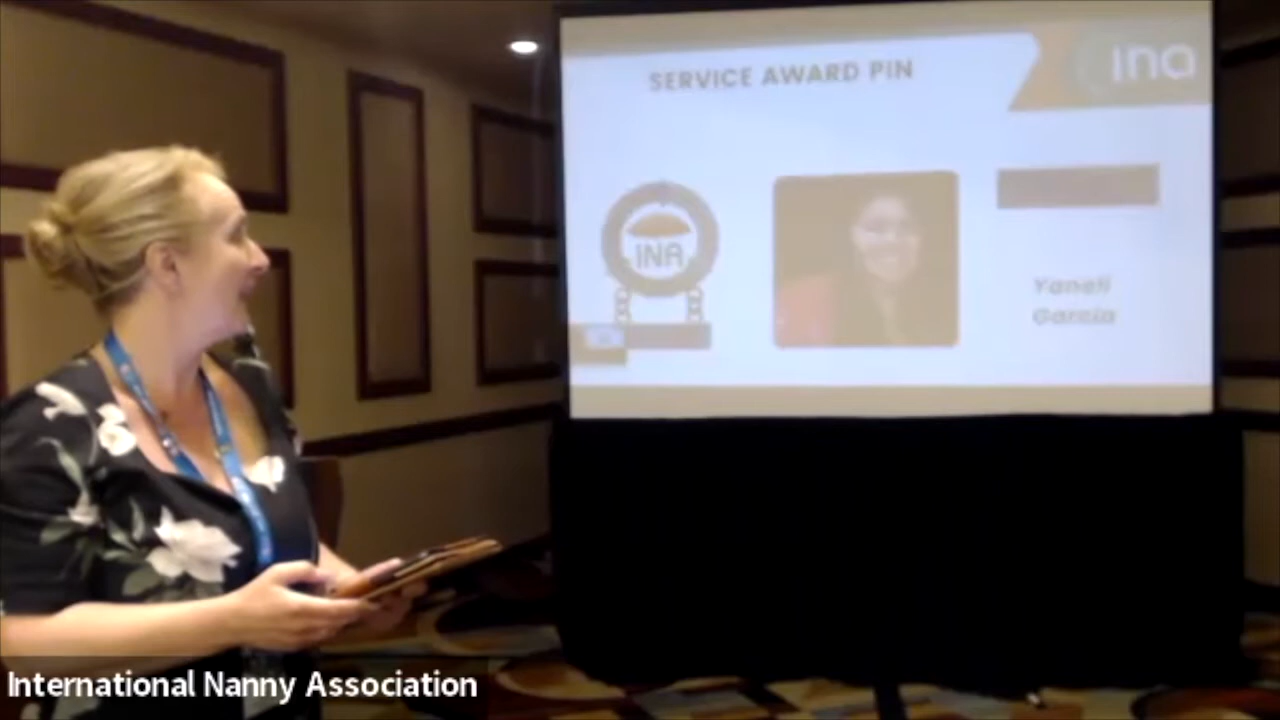 SERVICE AWARD PIN
ina
INA
Yaneli
Garcia
International Nanny Association